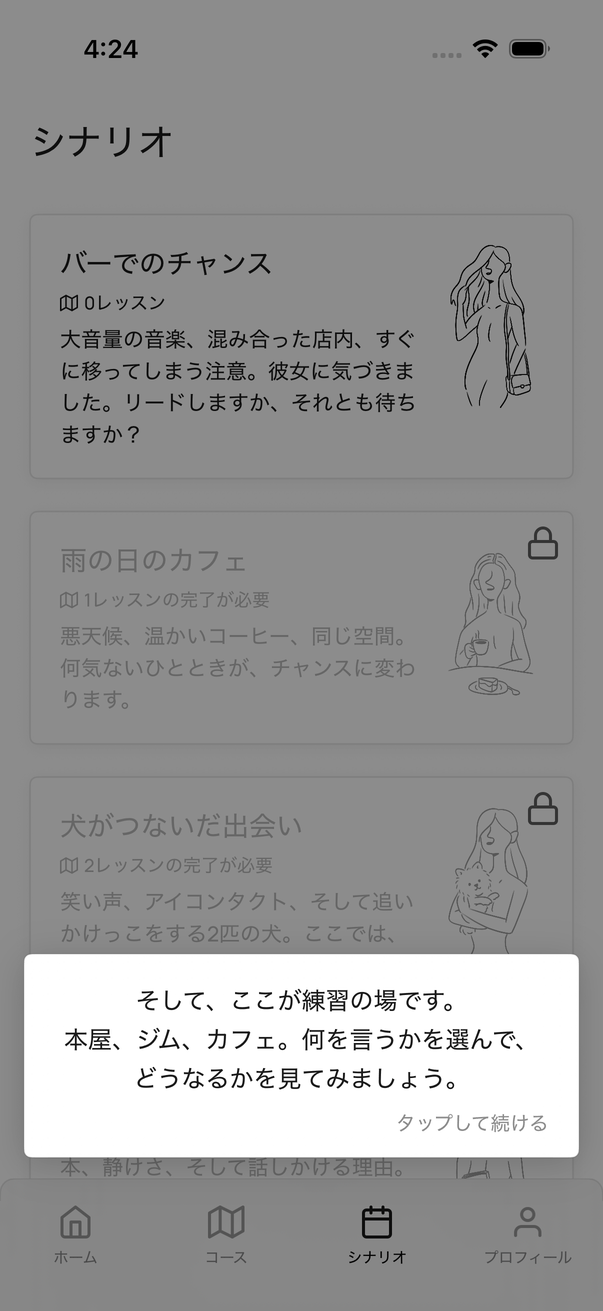 4:24
シナリオ
バーでのチャンス
0レッスン
大音量の音楽、混み合った店内、すぐ
に移ってしまう注意。彼女に気づきま
した。リードしますか、それとも待ち
ますか？
雨の日のカフェ
1レッスンの完了が必要
悪天候、温かいコーヒー、同じ空間。
何気ないひとときが、チャンスに変わ
ります。
犬がつないだ出会い
2レッスンの完了が必要
笑い声、アイコンタクト、そして追い
かけっこをする2匹の犬。ここでは、
そして、ここが練習の場です。
本屋、ジム、カフェ。何を言うかを選んで、
どうなるかを見てみましょう。
タップして続ける
本、静けさ、そして話しかける理由。
ホーム
コース
シナリオ
プロフィール